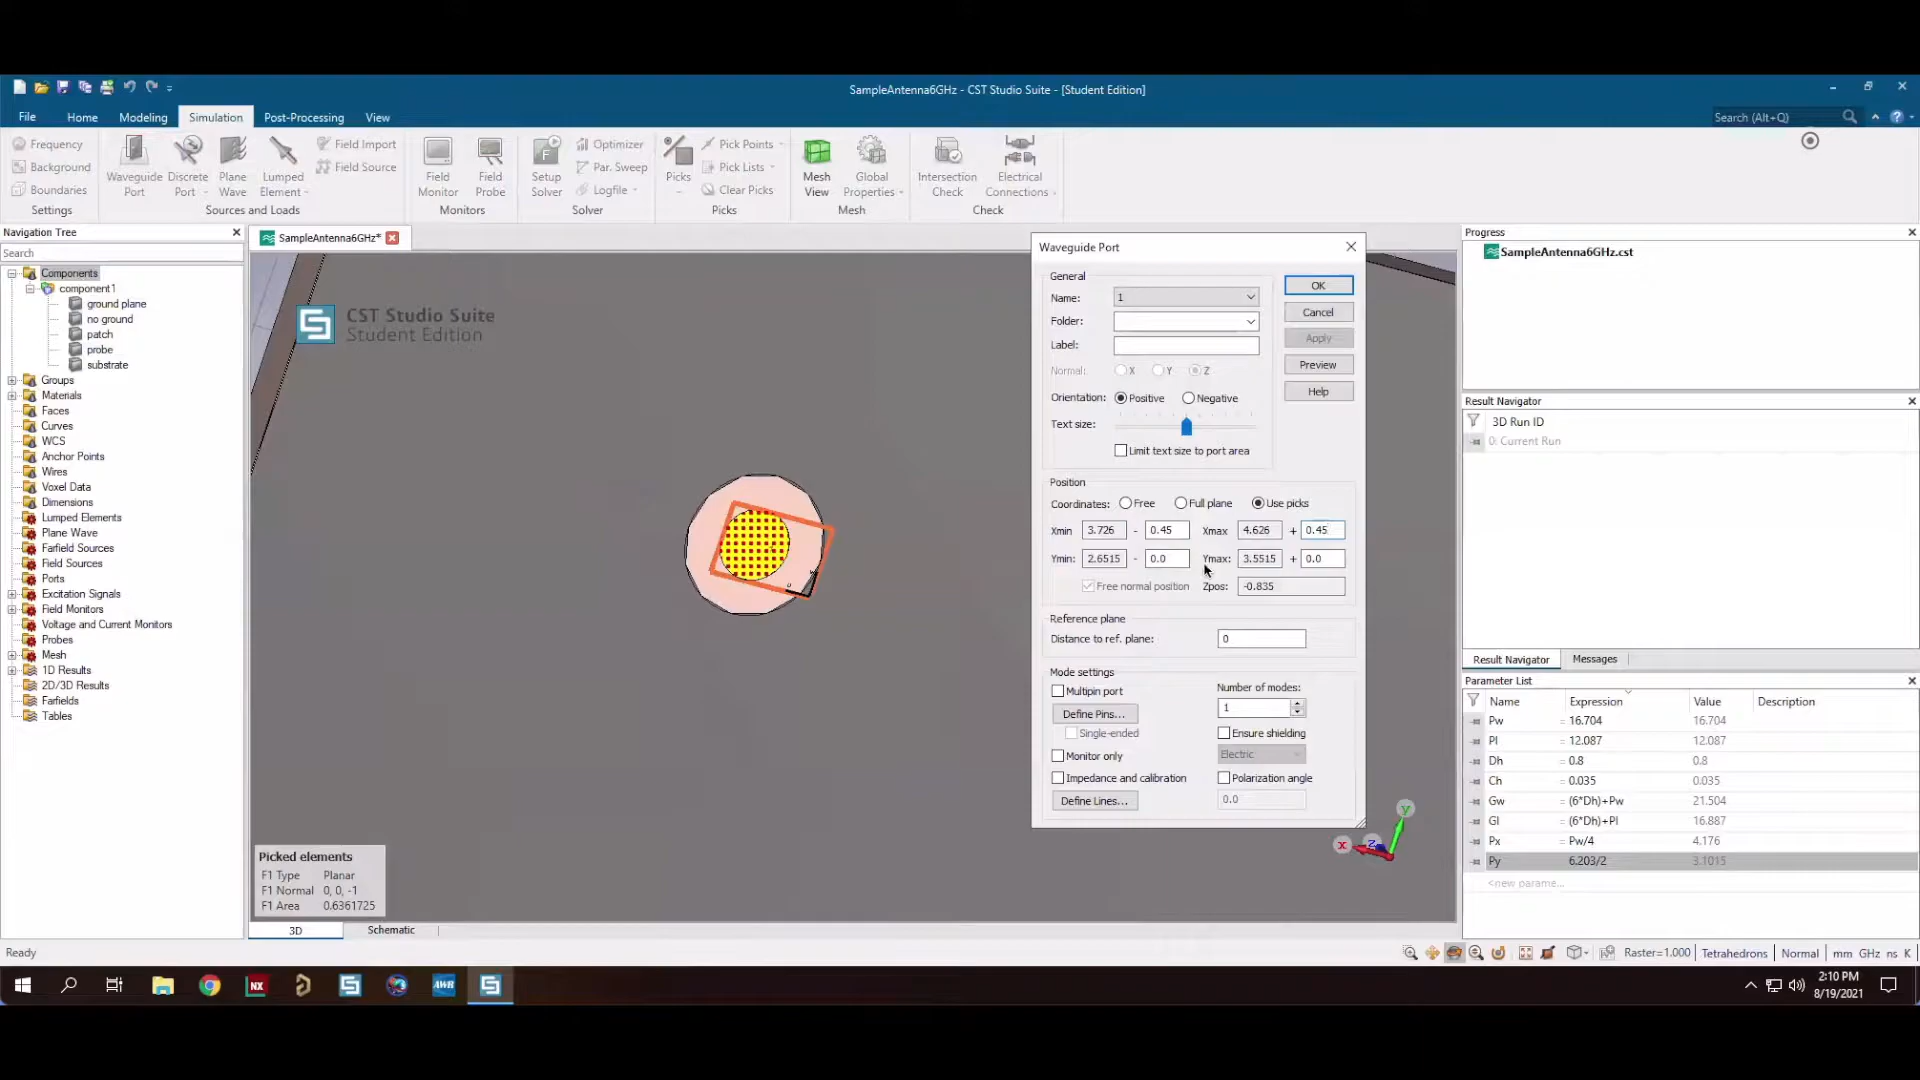 SampleAntenna6GHz - CST Studio Suite - [Student Edition]
File Home Modeling Simulation Post-Processing View
Search (Alt+Q)
Frequency
Background
Boundaries
Settings
Waveguide Port
Discrete Port
Plane Wave
Lumped Element
Field Import
Field Source
Sources and Loads
Field Monitor
Field Probe
Monitors
Setup Solver
Optimizer
Par. Sweep
Logfile
Solver
Picks
Pick Points
Pick Lists
Clear Picks
Picks
Mesh View
Global Properties
Mesh
Intersection Check
Electrical Connections
Check
Navigation Tree
Search
Components
component1
ground plane
no ground
patch
probe
substrate
Groups
Materials
Faces
Curves
WCS
Anchor Points
Wires
Voxel Data
Dimensions
Lumped Elements
Plane Wave
Farfield Sources
Field Sources
Ports
Excitation Signals
Field Monitors
Voltage and Current Monitors
Probes
Mesh
1D Results
2D/3D Results
Farfields
Tables
SampleAntenna6GHz*
CST Studio Suite
Student Edition
Picked elements
F1 Type Planar
F1 Normal 0, 0, -1
F1 Area 0.6361725
3D Schematic
Waveguide Port
General
Name: 1
Folder:
Label:
Normal: X Y Z
Orientation: Positive Negative
Text size:
Limit text size to port area
OK
Cancel
Apply
Preview
Help
Position
Coordinates: Free Full plane Use picks
Xmin 3.726 - 0.45 Xmax 4.626 + 0.45
Ymin: 2.6515 - 0.0 Ymax: 3.5515 + 0.0
Free normal position Zpos: -0.835
Reference plane
Distance to ref. plane: 0
Mode settings
Multipin port
Define Pins...
Single-ended
Monitor only
Impedance and calibration
Define Lines...
Number of modes:
1
Ensure shielding
Electric
Polarization angle
0.0
x z y
Progress
SampleAntenna6GHz.cst
Result Navigator
3D Run ID
0: Current Run
Result Navigator Messages
Parameter List
Name Expression Value Description
Pw = 16.704 16.704
Pl = 12.087 12.087
Dh = 0.8 0.8
Ch = 0.035 0.035
Gw = (6*Dh)+Pw 21.504
Gl = (6*Dh)+Pl 16.887
Px = Pw/4 4.176
Py = 6.203/2 3.1015
<new parame...
Ready
Raster=1.000 Tetrahedrons Normal mm GHz ns K
NX
AWR
2:10 PM
8/19/2021